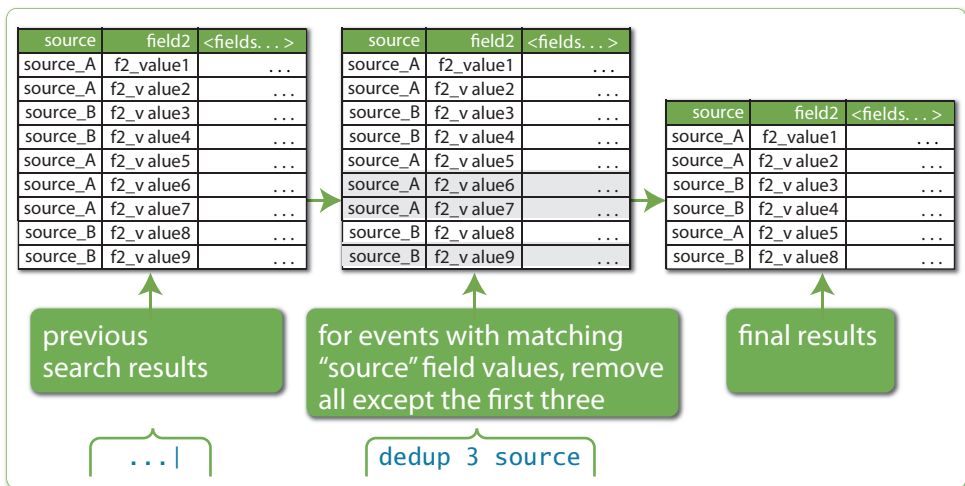 source field2 <fields...>
source_A f2_value1 ...
source_A f2_v alue2 ...
source_B f2_v alue3 ...
source_B f2_v alue4 ...
source_A f2_v alue5 ...
source_A f2_v alue6 ...
source_A f2_v alue7 ...
source_B f2_v alue8 ...
source_B f2_v alue9 ...
previous
search results
...|
source field2 <fields...>
source_A f2_value1 ...
source_A f2_v alue2 ...
source_B f2_v alue3 ...
source_B f2_v alue4 ...
source_A f2_v alue5 ...
source_A f2_v alue6 ...
source_A f2_v alue7 ...
source_B f2_v alue8 ...
source_B f2_v alue9 ...
for events with matching
“source” field values, remove
all except the first three
dedup 3 source
source field2 <fields...>
source_A f2_value1 ...
source_A f2_v alue2 ...
source_B f2_v alue3 ...
source_B f2_v alue4 ...
source_A f2_v alue5 ...
source_B f2_v alue8 ...
final results